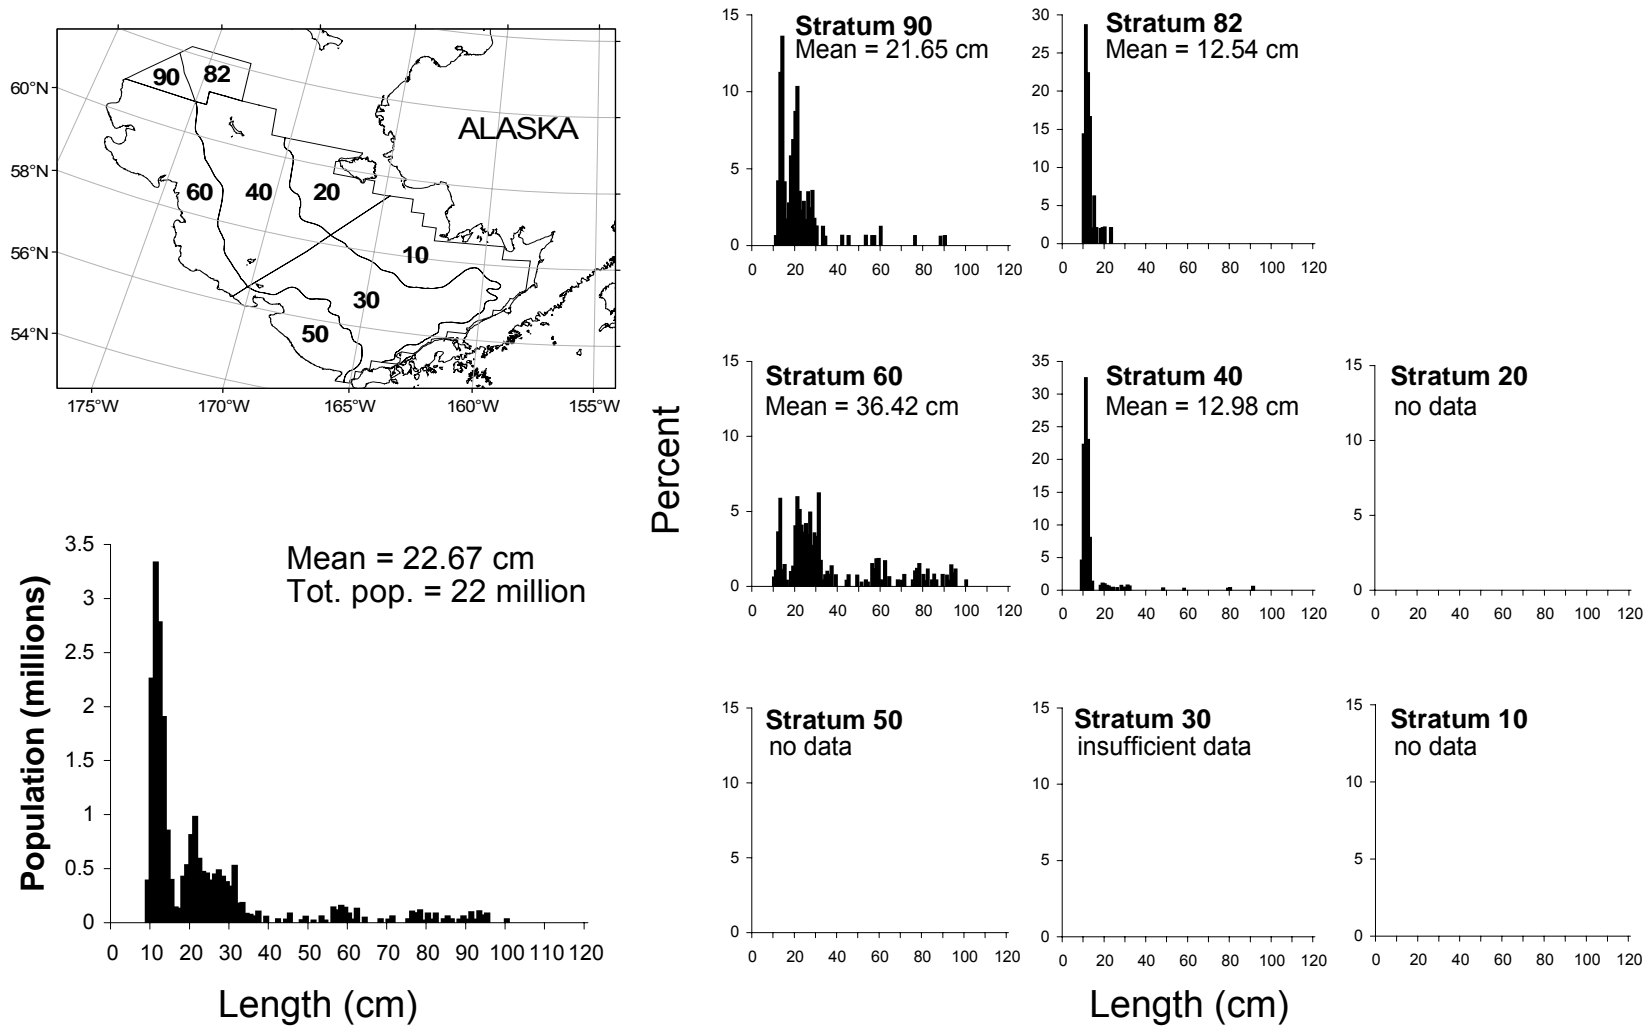 90
82
60°N
58°N
56°N
54°N
ALASKA
60
40
20
10
30
50
175°W
170°W
165°W
160°W
155°W
Mean = 22.67 cm
Tot. pop. = 22 million
Population (millions)
3.5
3
2.5
2
1.5
1
0.5
0
0 10 20 30 40 50 60 70 80 90 100 110 120
Length (cm)
Percent
Stratum 90
Mean = 21.65 cm
15
10
5
0
0 20 40 60 80 100 120
Stratum 82
Mean = 12.54 cm
30
25
20
15
10
5
0
0 20 40 60 80 100 120
Stratum 60
Mean = 36.42 cm
15
10
5
0
0 20 40 60 80 100 120
Stratum 40
Mean = 12.98 cm
35
30
25
20
15
10
5
0
0 20 40 60 80 100 120
Stratum 20
no data
15
10
5
0
0 20 40 60 80 100 120
Stratum 50
no data
15
10
5
0
0 20 40 60 80 100 120
Stratum 30
insufficient data
15
10
5
0
0 20 40 60 80 100 120
Stratum 10
no data
15
10
5
0
0 20 40 60 80 100 120
Length (cm)